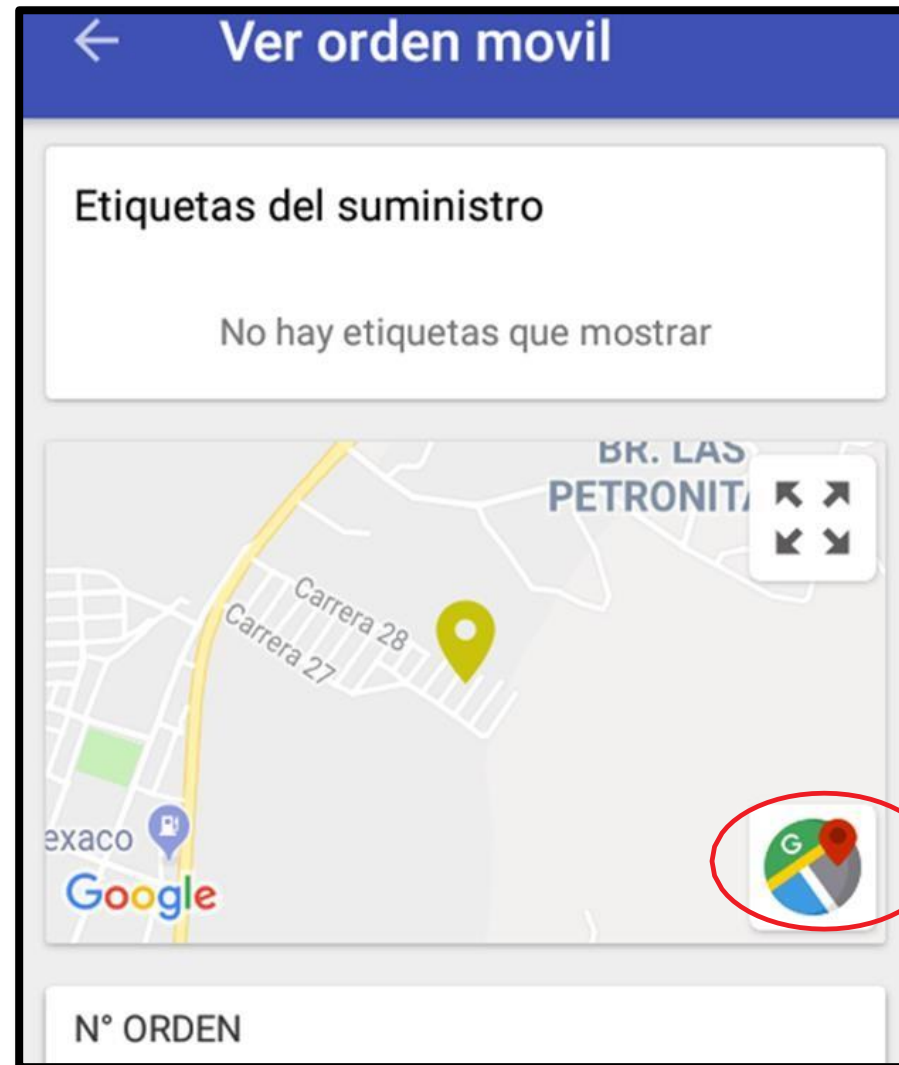 Ver orden movil
Etiquetas del suministro
No hay etiquetas que mostrar
BR. LAS
PETRONIT
Carrera 28
Carrera 27
exaco
Google
G
N° ORDEN